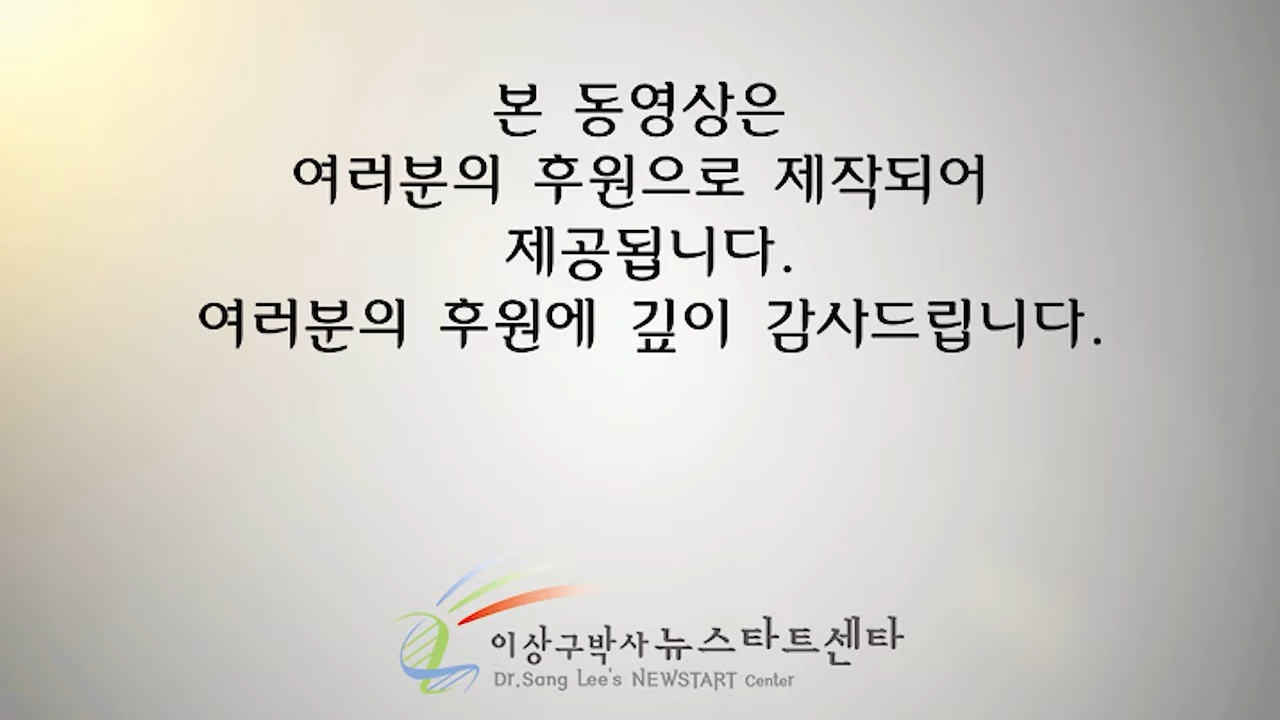 본 동영상은
여러분의 후원으로 제작되어
제공됩니다.
여러분의 후원에 깊이 감사드립니다.
이상구박사 뉴스타트센타
Dr.Sang Lee's NEWSTART Center